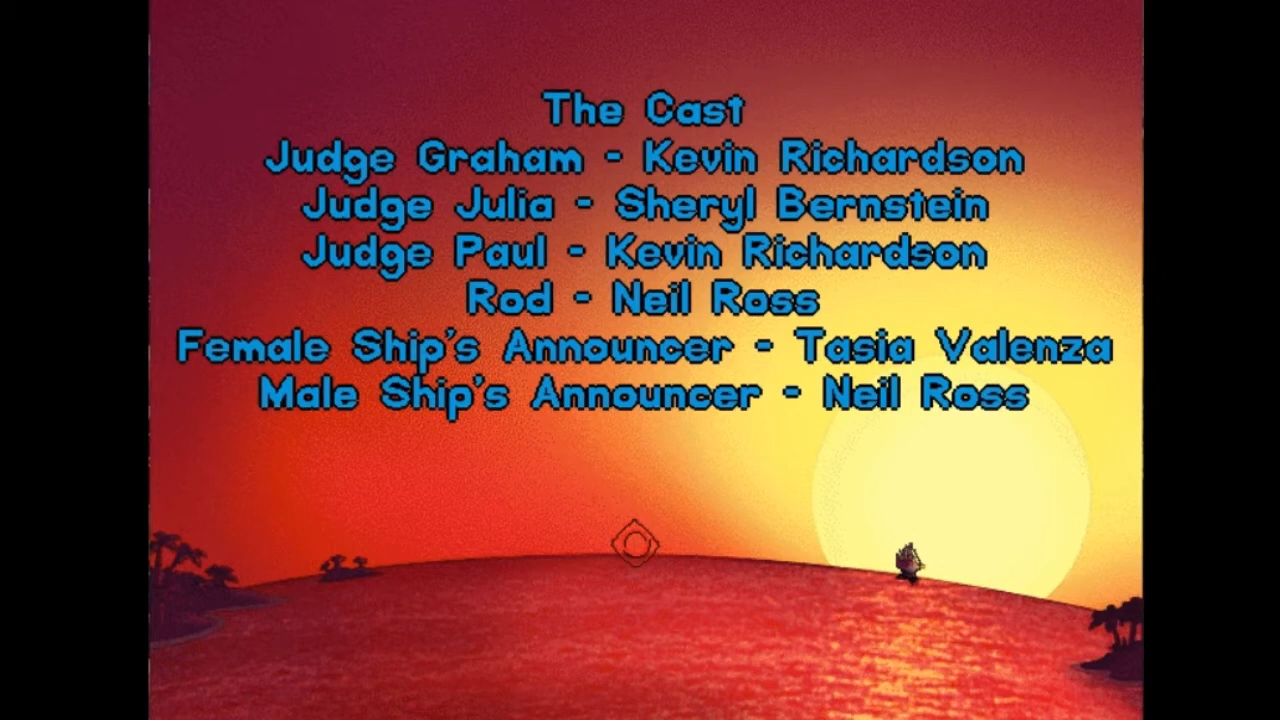 The Cast
Judge Graham - Kevin Richardson
Judge Julia - Sheryl Bernstein
Judge Paul - Kevin Richardson
Rod - Neil Ross
Female Ship's Announcer - Tasia Valenza
Male Ship's Announcer - Neil Ross